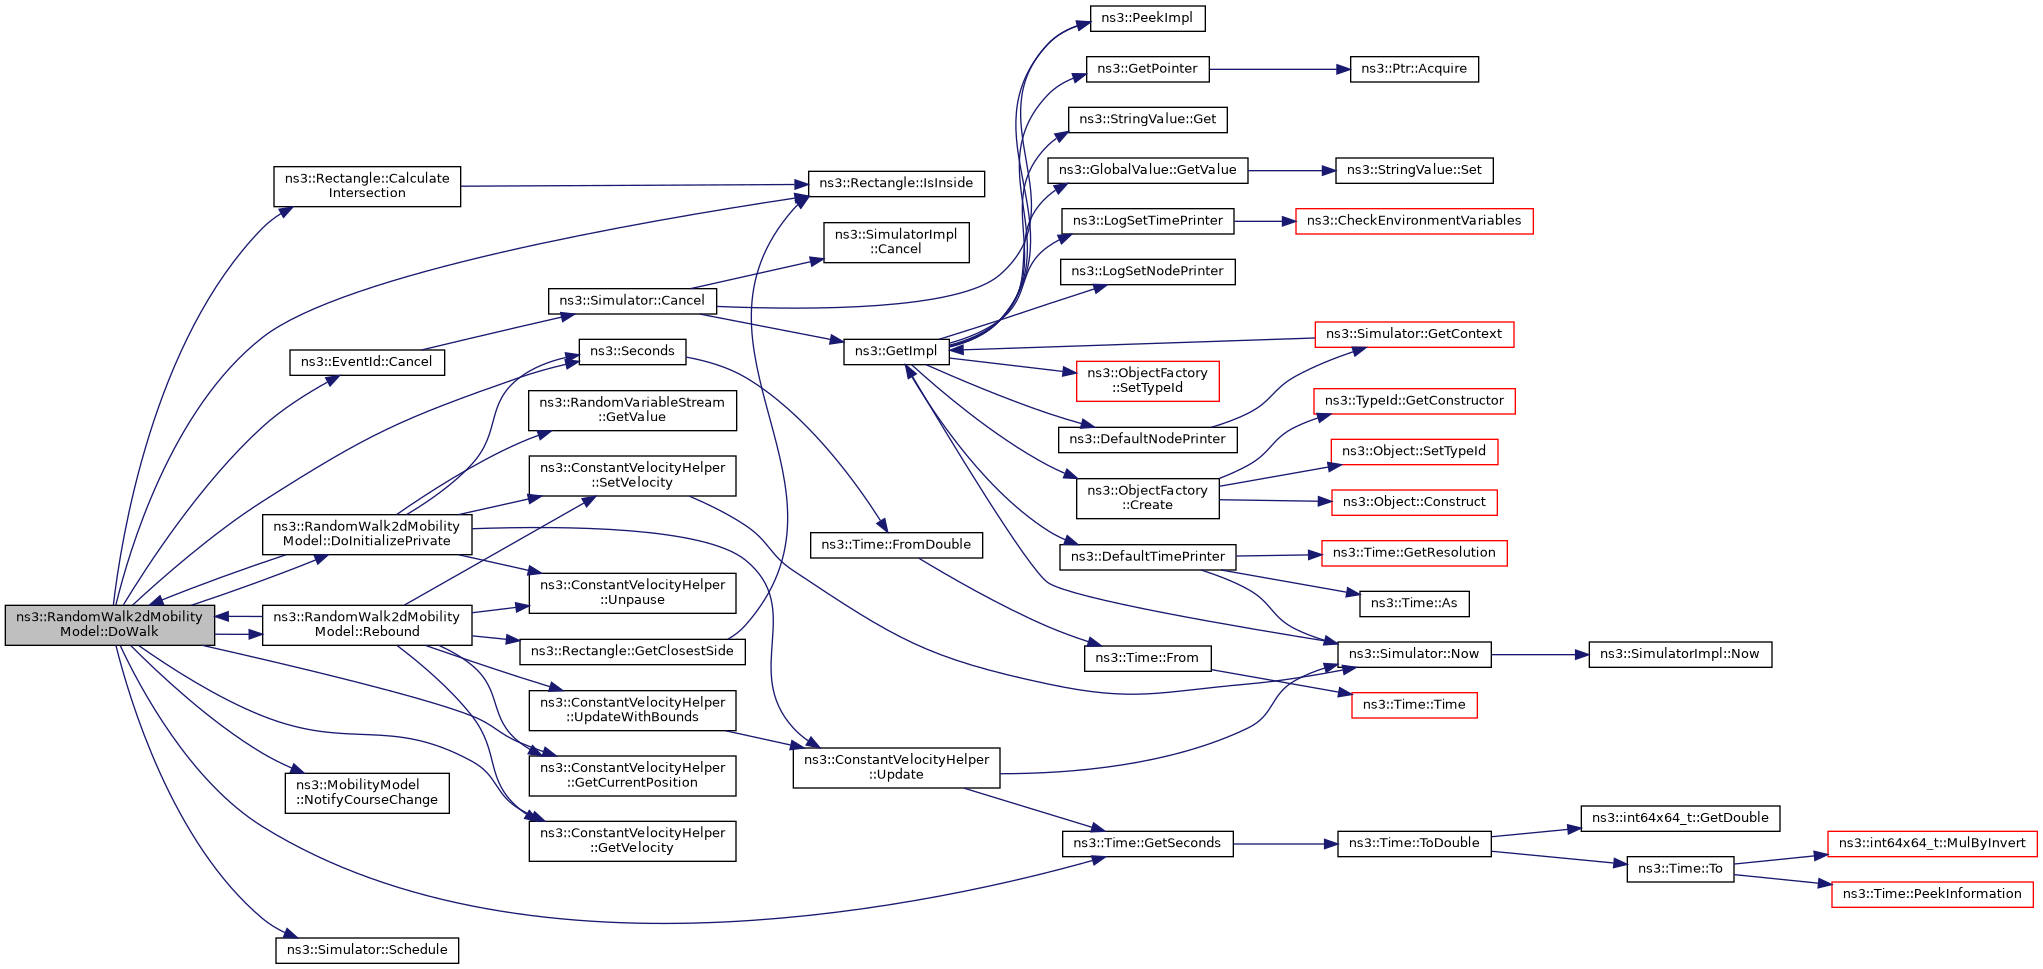 ns3::PeekImpl
ns3::GetPointer
ns3::Ptr::Acquire
ns3::StringValue::Get
ns3::Rectangle::Calculate
Intersection
ns3::Rectangle::IsInside
ns3::GlobalValue::GetValue
ns3::StringValue::Set
ns3::LogSetTimePrinter
ns3::CheckEnvironmentVariables
ns3::SimulatorImpl
::Cancel
ns3::LogSetNodePrinter
ns3::Simulator::Cancel
ns3::EventId::Cancel
ns3::Seconds
ns3::GetImpl
ns3::Simulator::GetContext
ns3::ObjectFactory
::SetTypeId
ns3::RandomVariableStream
::GetValue
ns3::TypeId::GetConstructor
ns3::DefaultNodePrinter
ns3::Object::SetTypeId
ns3::ConstantVelocityHelper
::SetVelocity
ns3::ObjectFactory
::Create
ns3::Object::Construct
ns3::RandomWalk2dMobility
Model::DoInitializePrivate
ns3::Time::FromDouble
ns3::DefaultTimePrinter
ns3::Time::GetResolution
ns3::ConstantVelocityHelper
::Unpause
ns3::Time::As
ns3::RandomWalk2dMobility
Model::DoWalk
ns3::RandomWalk2dMobility
Model::Rebound
ns3::Rectangle::GetClosestSide
ns3::Time::From
ns3::Simulator::Now
ns3::SimulatorImpl::Now
ns3::ConstantVelocityHelper
::UpdateWithBounds
ns3::Time::Time
ns3::ConstantVelocityHelper
::Update
ns3::ConstantVelocityHelper
::GetCurrentPosition
ns3::MobilityModel
::NotifyCourseChange
ns3::ConstantVelocityHelper
::GetVelocity
ns3::Time::GetSeconds
ns3::Time::ToDouble
ns3::int64x64_t::GetDouble
ns3::int64x64_t::MulByInvert
ns3::Time::To
ns3::Time::PeekInformation
ns3::Simulator::Schedule